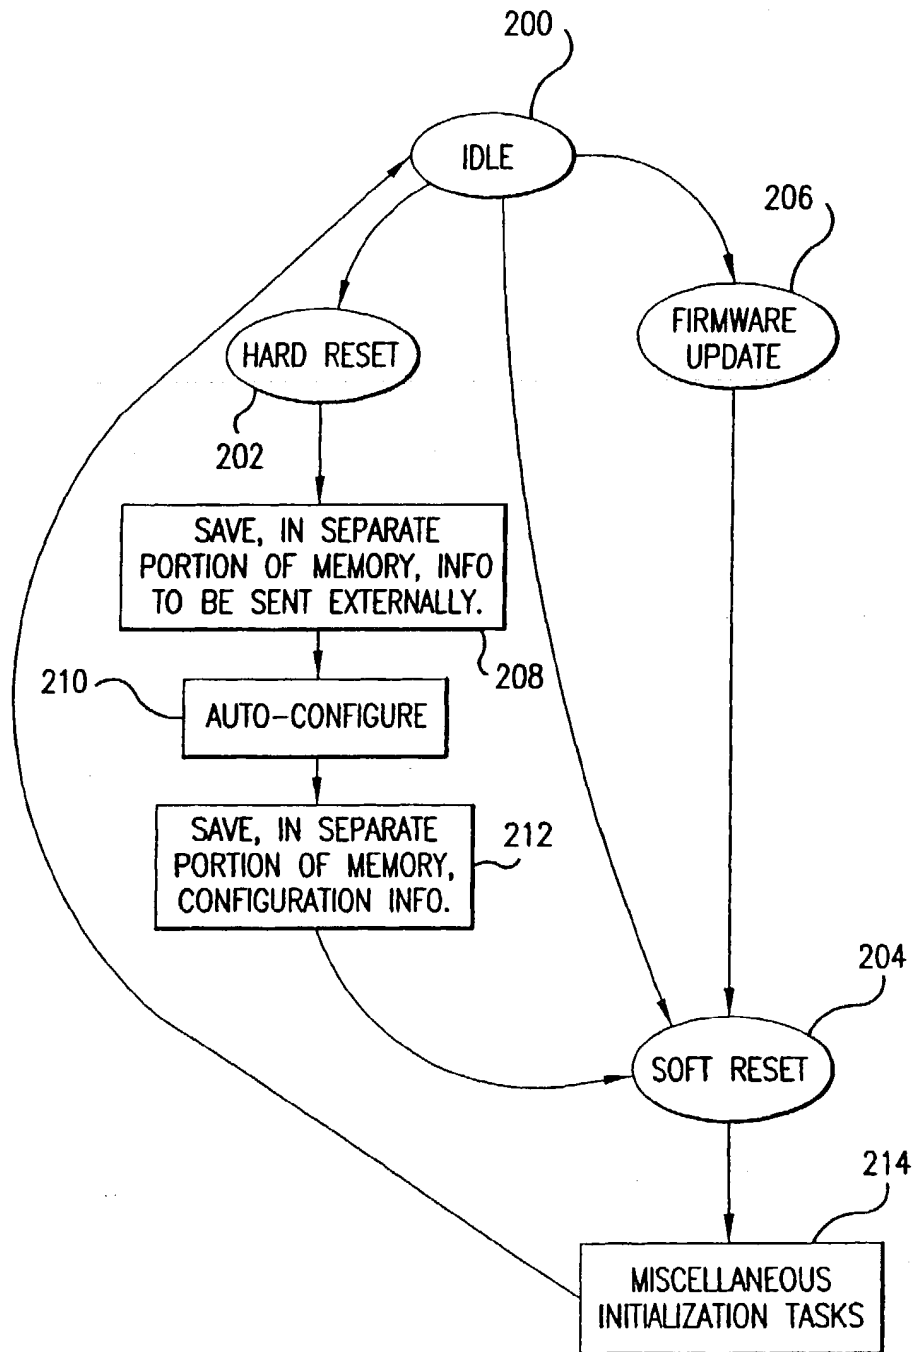 200
IDLE
206
FIRMWARE
UPDATE
HARD RESET
202
SAVE, IN SEPARATE
PORTION OF MEMORY, INFO
TO BE SENT EXTERNALLY.
208
210
AUTO-CONFIGURE
SAVE, IN SEPARATE
PORTION OF MEMORY,
CONFIGURATION INFO.
212
204
SOFT RESET
214
MISCELLANEOUS
INITIALIZATION TASKS